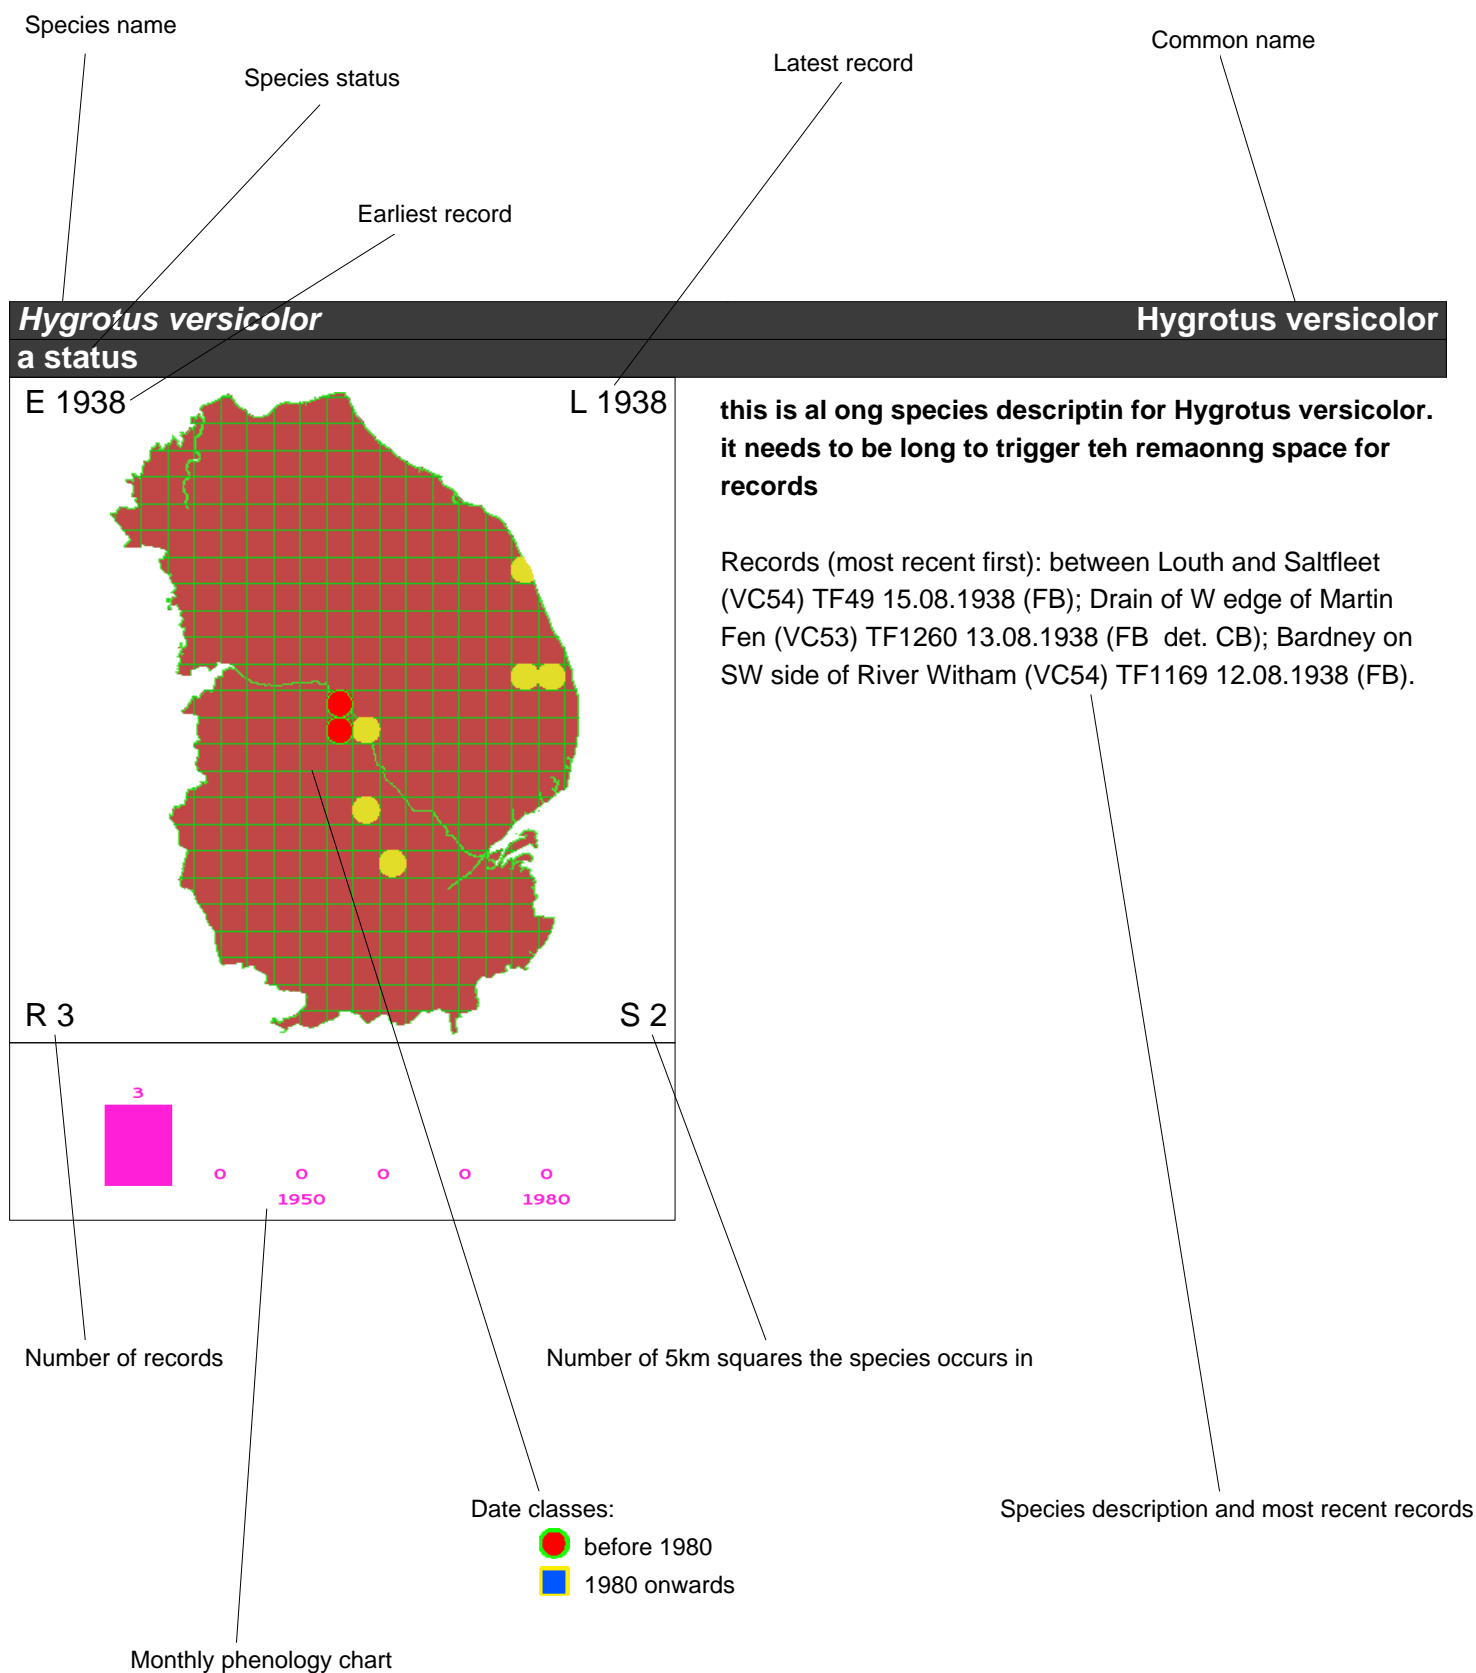 Species name
Common name
Latest record
Species status
Earliest record
Hygrotus versicolor
Hygrotus versicolor
a status
E 1938
L 1938
this is al ong species descriptin for Hygrotus versicolor.
it needs to be long to trigger teh remaonng space for
records
Records (most recent first): between Louth and Saltfleet
(VC54) TF49 15.08.1938 (FB); Drain of W edge of Martin
Fen (VC53) TF1260 13.08.1938 (FB  det. CB); Bardney on
SW side of River Witham (VC54) TF1169 12.08.1938 (FB).
R 3
S 2
3
0 0 0 0 0
1950 1980
Number of records
Number of 5km squares the species occurs in
Date classes:
before 1980
1980 onwards
Species description and most recent records
Monthly phenology chart